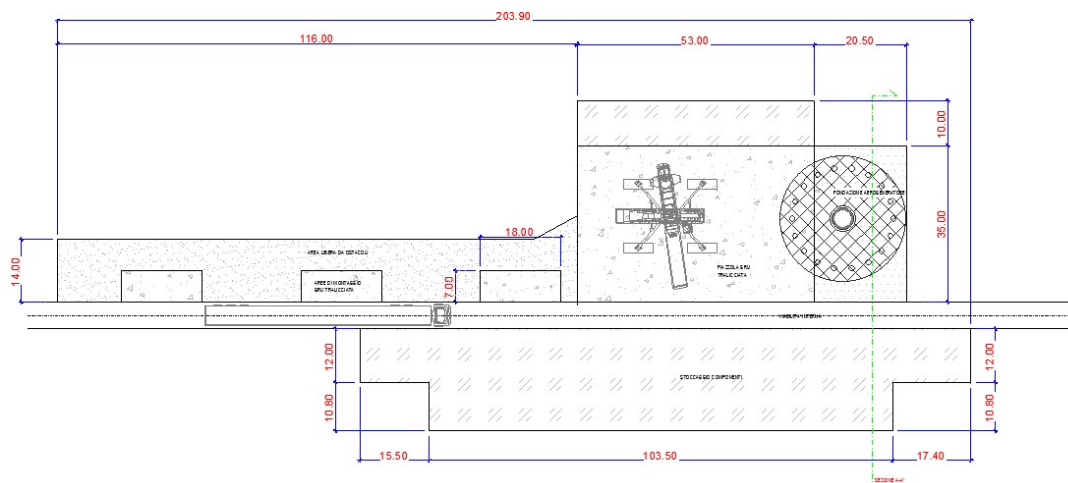 203.90
116.00
53.00
20.50
10.00
FONDAZIONE AEROGENERATORE
35.00
18.00
14.00
AREA LIBERA DA OSTACOLI
7.00
AREE DI MONTAGGIO
GRU TRALICCIATA
PIAZZOLA GRU
TRALICCIATA
VIABILITA' INTERNA
12.00
12.00
STOCCAGGIO COMPONENTI
10.80
10.80
15.50
103.50
17.40
SEZIONE A-A'